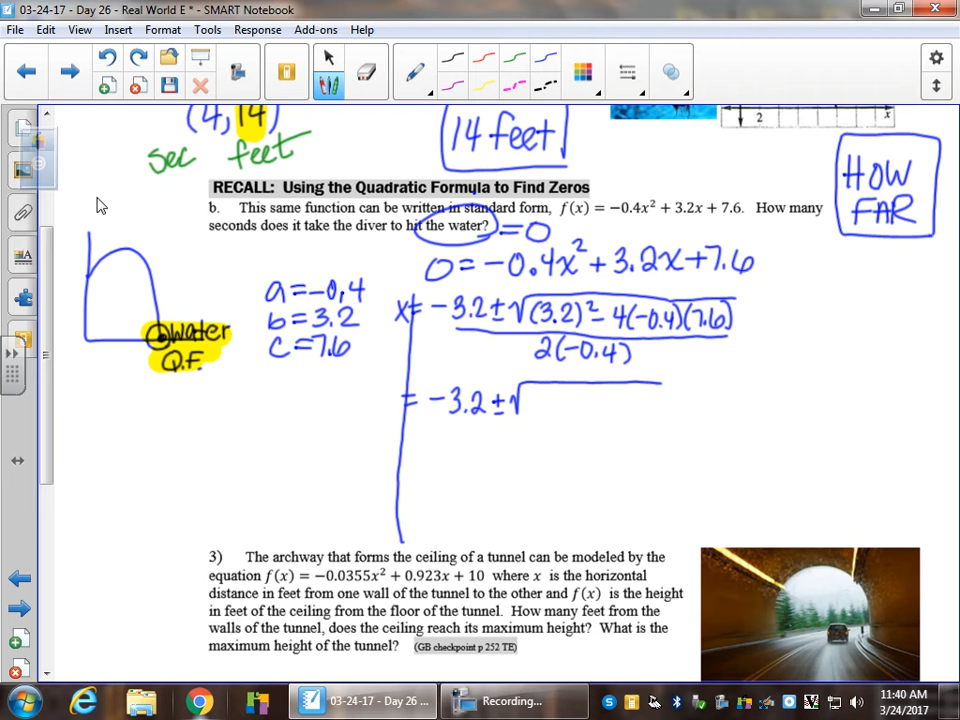 03-24-17 - Day 26 - Real World E * - SMART Notebook
File Edit View Insert Format Tools Response Add-ons Help
(4,14)
sec feet
14 feet
2
x
HOW
FAR
RECALL: Using the Quadratic Formula to Find Zeros
b. This same function can be written in standard form, f(x) = −0.4x² + 3.2x + 7.6. How many
seconds does it take the diver to hit the water? =0
0=−0.4x²+3.2x+7.6
a=−0.4
b=3.2
c=7.6
x= −3.2±√(3.2)²−4(−0.4)(7.6)
2(−0.4)
water
Q.F.
= −3.2±√
3) The archway that forms the ceiling of a tunnel can be modeled by the
equation f(x) = −0.0355x² + 0.923x + 10 where x is the horizontal
distance in feet from one wall of the tunnel to the other and f(x) is the height
in feet of the ceiling from the floor of the tunnel. How many feet from the
walls of the tunnel, does the ceiling reach its maximum height? What is the
maximum height of the tunnel? (GB checkpoint p 252 TE)
03-24-17 - Day 26 ...
Recording...
11:40 AM
3/24/2017